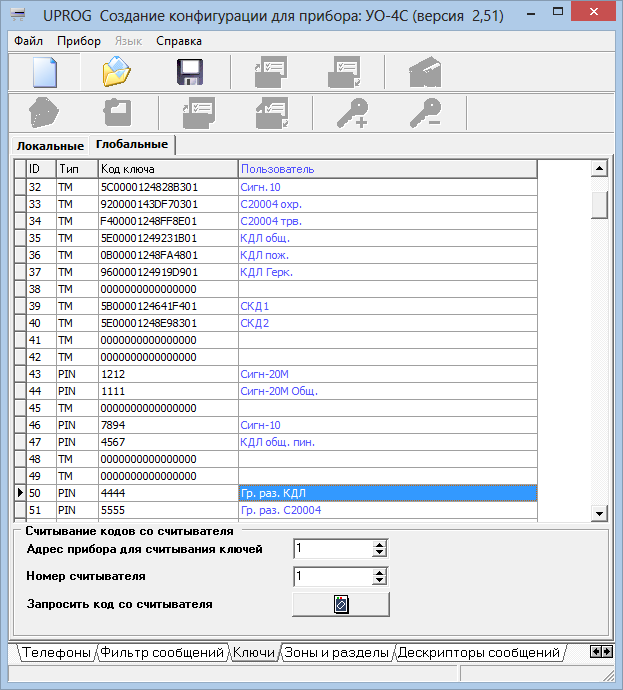 UPROG Создание конфигурации для прибора: УО-4С (версия 2,51)
Файл Прибор Язык Справка
Локальные Глобальные
ID Тип Код ключа Пользователь
32 TM 5C0000124828B301 Сигн.10
33 TM 920000143DF70301 С20004 охр.
34 TM F400001248FF8E01 С20004 трв.
35 TM 5E00001249231B01 КДЛ общ.
36 TM 0B00001248FA4801 КДЛ пож.
37 TM 960000124919D901 КДЛ Герк.
38 TM 0000000000000000
39 TM 5B0000124641F401 СКД1
40 TM 5E00001248E98301 СКД2
41 TM 0000000000000000
42 TM 0000000000000000
43 PIN 1212 Сигн-20М
44 PIN 1111 Сигн-20М Общ.
45 TM 0000000000000000
46 PIN 7894 Сигн-10
47 PIN 4567 КДЛ общ. пин.
48 TM 0000000000000000
49 TM 0000000000000000
50 PIN 4444 Гр. раз. КДЛ
51 PIN 5555 Гр. раз. С20004
Считывание кодов со считывателя
Адрес прибора для считывания ключей 1
Номер считывателя 1
Запросить код со считывателя
Телефоны Фильтр сообщений Ключи Зоны и разделы Дескрипторы сообщений